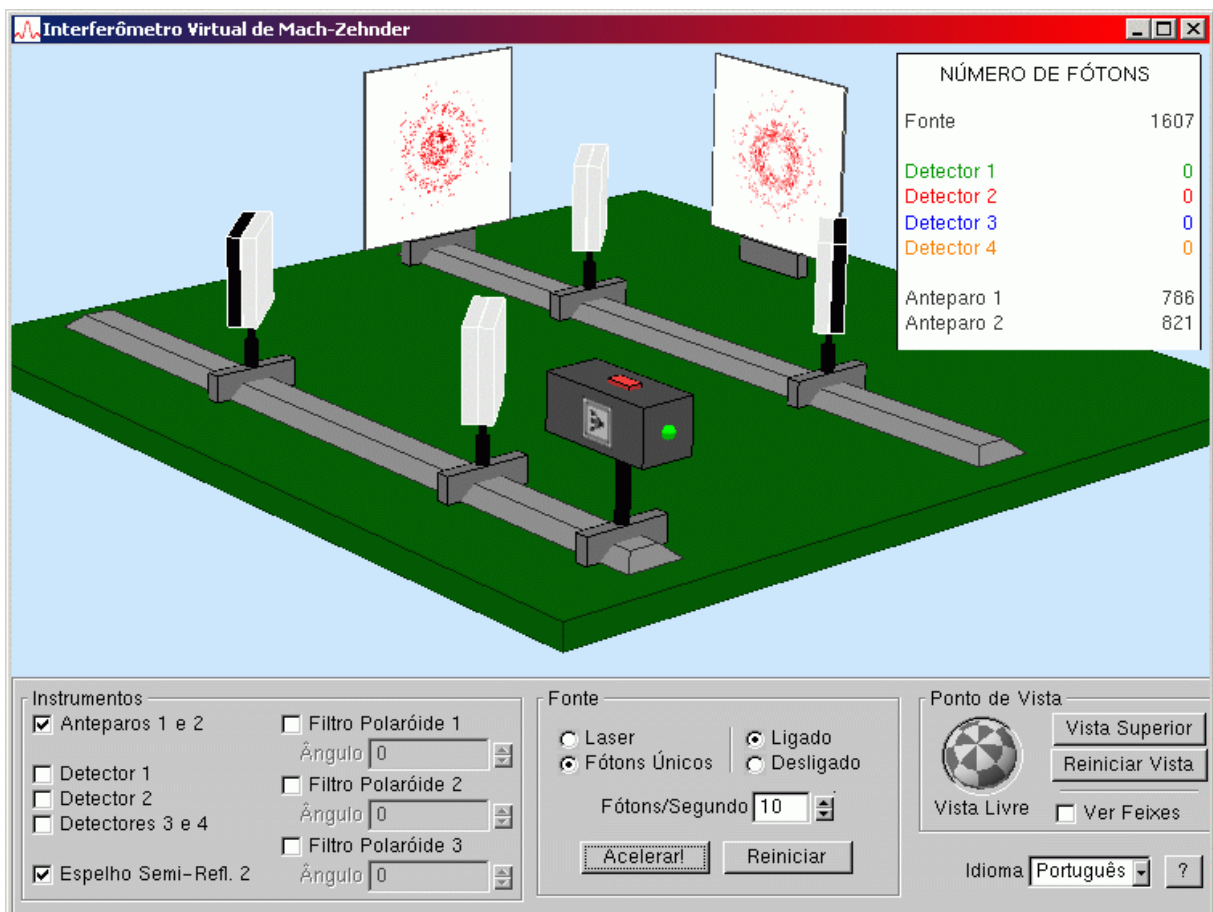 Interferômetro Virtual de Mach-Zehnder
NÚMERO DE FÓTONS
Fonte 1607
Detector 1 0
Detector 2 0
Detector 3 0
Detector 4 0
Anteparo 1 786
Anteparo 2 821
Instrumentos
Anteparos 1 e 2
Detector 1
Detector 2
Detectores 3 e 4
Espelho Semi-Refl. 2
Filtro Polaróide 1
Ângulo 0
Filtro Polaróide 2
Ângulo 0
Filtro Polaróide 3
Ângulo 0
Fonte
Laser
Fótons Únicos
Ligado
Desligado
Fótons/Segundo 10
Acelerar!
Reiniciar
Ponto de Vista
Vista Livre
Vista Superior
Reiniciar Vista
Ver Feixes
Idioma Português ?